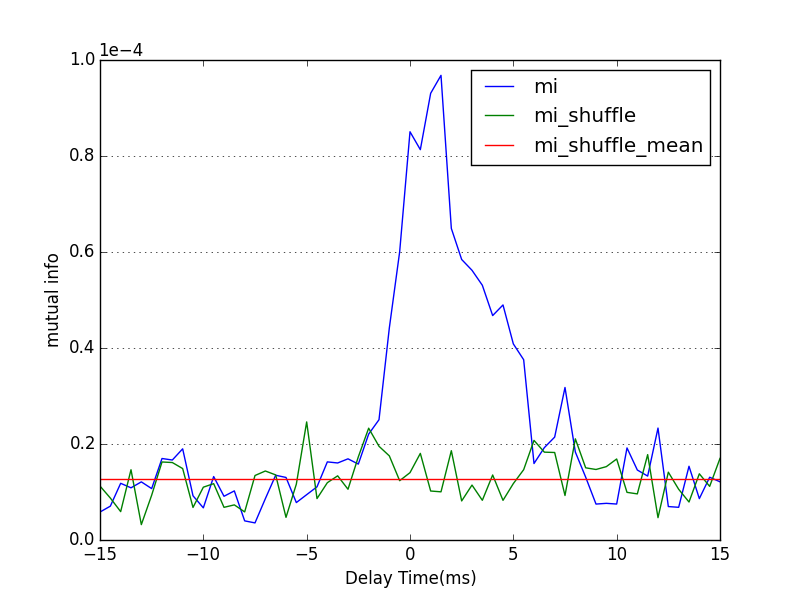 1e−4
1.0
0.8
0.6
0.4
0.2
0.0
mutual info
mi
mi_shuffle
mi_shuffle_mean
−15 −10 −5 0 5 10 15
Delay Time(ms)